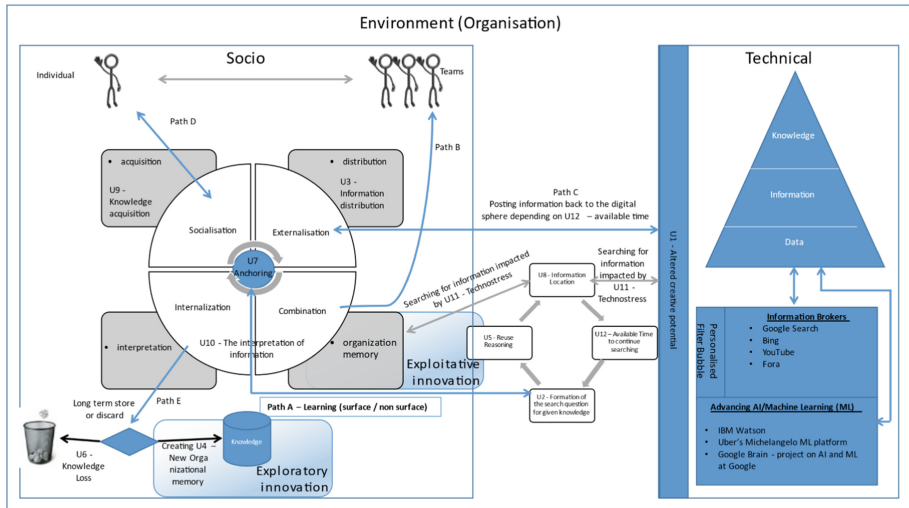 Environment (Organisation)
Socio
Technical
Individual
Teams
Path D
Path B
• acquisition
U9 -
Knowledge
acquisition
• distribution
U3 -
Information
distribution
Socialisation
Externalisation
U7
Anchoring
Internalization
Combination
U10 - The interpretation of
information
• interpretation
• organization
memory
Exploitative
innovation
Path C
Posting information back to the digital
sphere depending on U12 – available time
Searching for information impacted
by U11 - Technostress
Searching for
information
impacted by
U11 -
Technostress
U8 - Information
Location
U12 – Available Time
to continue
searching
U5 - Reuse
Reasoning
U2 - Formation of
the search question
for given knowledge
Path A – Learning (surface / non surface)
Path E
Long term store
or discard
U6 -
Knowledge
Loss
Creating U4 –
New Orga
nizational
memory
Knowledge
Exploratory
innovation
U1 - Altered creative potential
Knowledge
Information
Data
Personalised
Filter Bubble
Information Brokers
• Google Search
• Bing
• YouTube
• Fora
Advancing AI/Machine Learning (ML)
• IBM Watson
• Uber's Michelangelo ML platform
• Google Brain - project on AI and ML
at Google